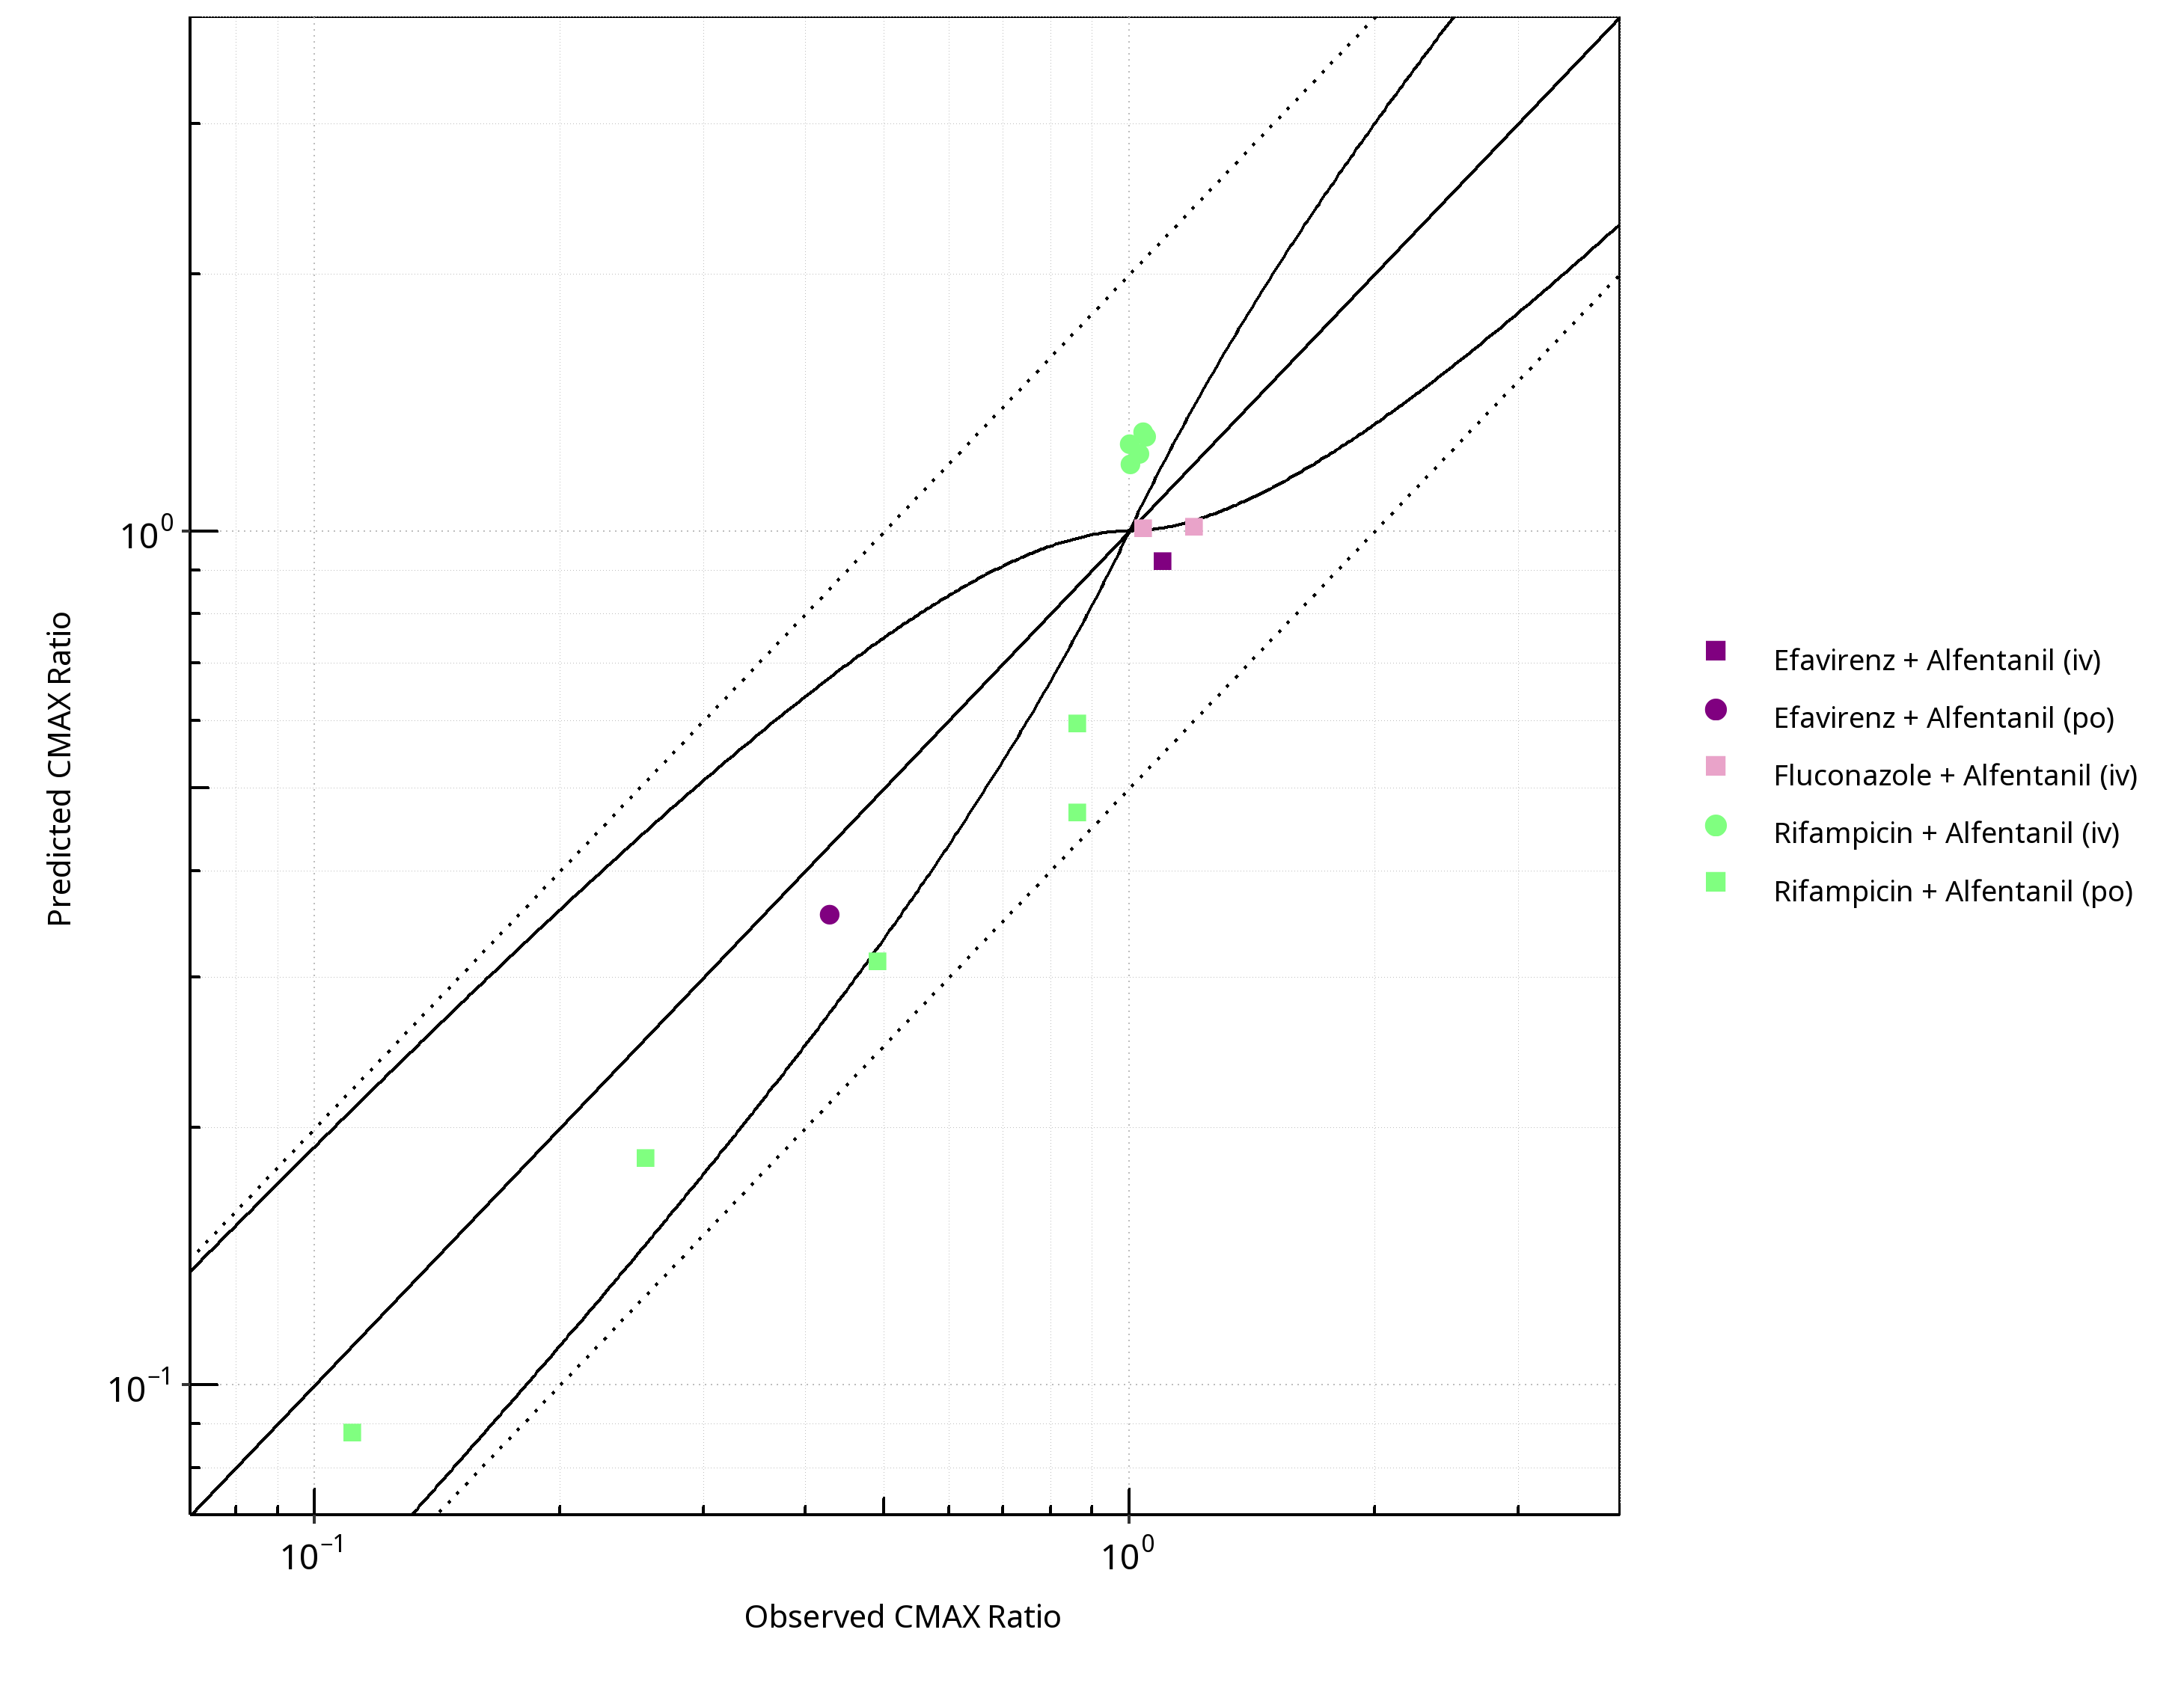 Predicted CMAX Ratio
10⁰
10⁻¹
10⁻¹
10⁰
Observed CMAX Ratio
Efavirenz + Alfentanil (iv)
Efavirenz + Alfentanil (po)
Fluconazole + Alfentanil (iv)
Rifampicin + Alfentanil (iv)
Rifampicin + Alfentanil (po)